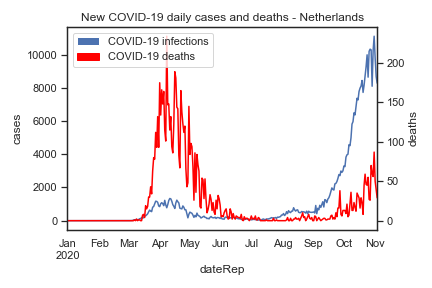 New COVID-19 daily cases and deaths - Netherlands
COVID-19 infections
COVID-19 deaths
cases
10000
8000
6000
4000
2000
0
deaths
200
150
100
50
0
Jan Feb Mar Apr May Jun Jul Aug Sep Oct Nov
2020
dateRep